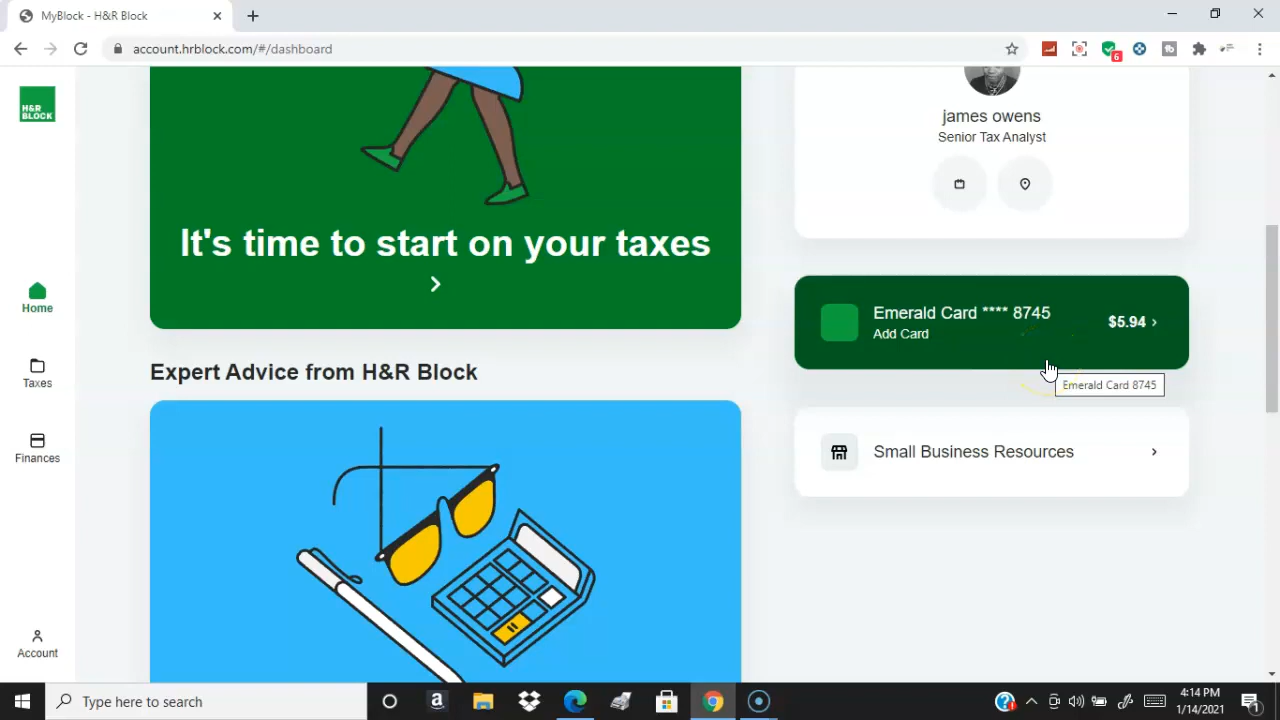 MyBlock - H&R Block
account.hrblock.com/#/dashboard
6
H&R
BLOCK
Home
Taxes
Finances
Account
It's time to start on your taxes
Expert Advice from H&R Block
james owens
Senior Tax Analyst
Emerald Card **** 8745
Add Card
$5.94
Emerald Card 8745
Small Business Resources
Type here to search
4:14 PM
1/14/2021
1